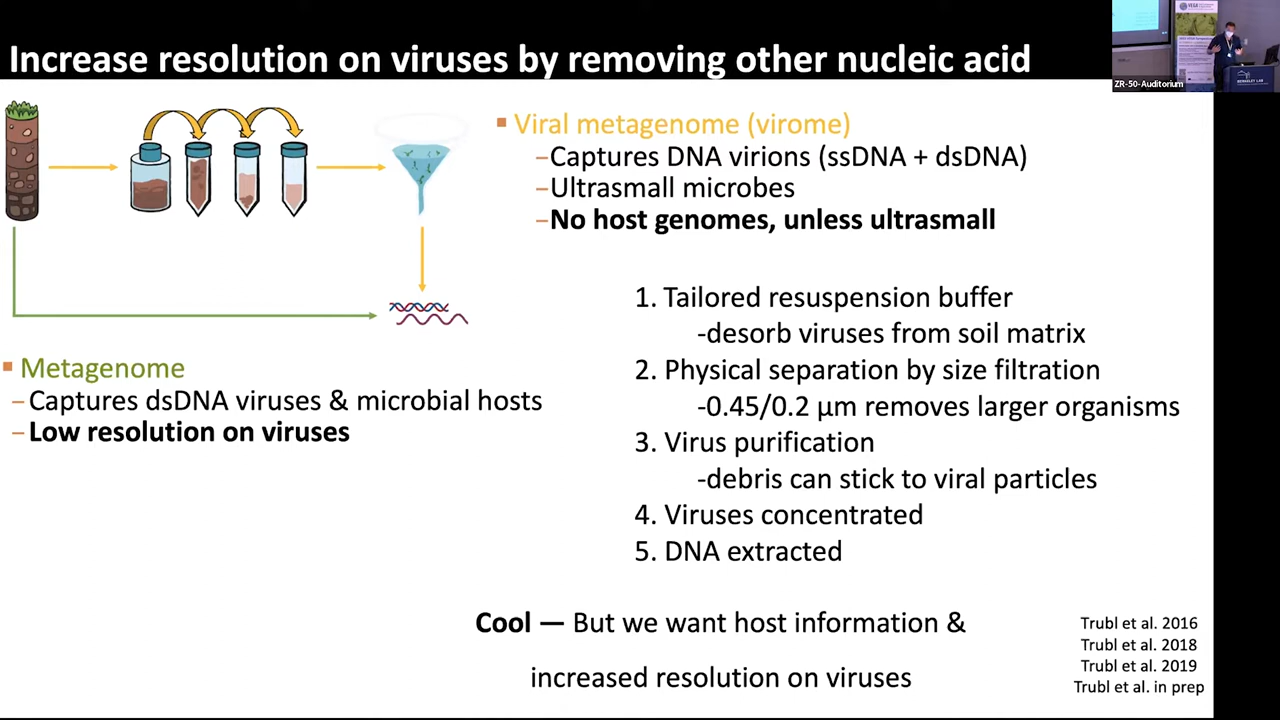 Increase resolution on viruses by removing other nucleic acid
ZR-50-Auditorium
BERKELEY LAB
▪ Viral metagenome (virome)
–Captures DNA virions (ssDNA + dsDNA)
–Ultrasmall microbes
–No host genomes, unless ultrasmall
1. Tailored resuspension buffer
-desorb viruses from soil matrix
2. Physical separation by size filtration
-0.45/0.2 μm removes larger organisms
3. Virus purification
-debris can stick to viral particles
4. Viruses concentrated
5. DNA extracted
▪ Metagenome
–Captures dsDNA viruses & microbial hosts
–Low resolution on viruses
Cool — But we want host information &
increased resolution on viruses
Trubl et al. 2016
Trubl et al. 2018
Trubl et al. 2019
Trubl et al. in prep